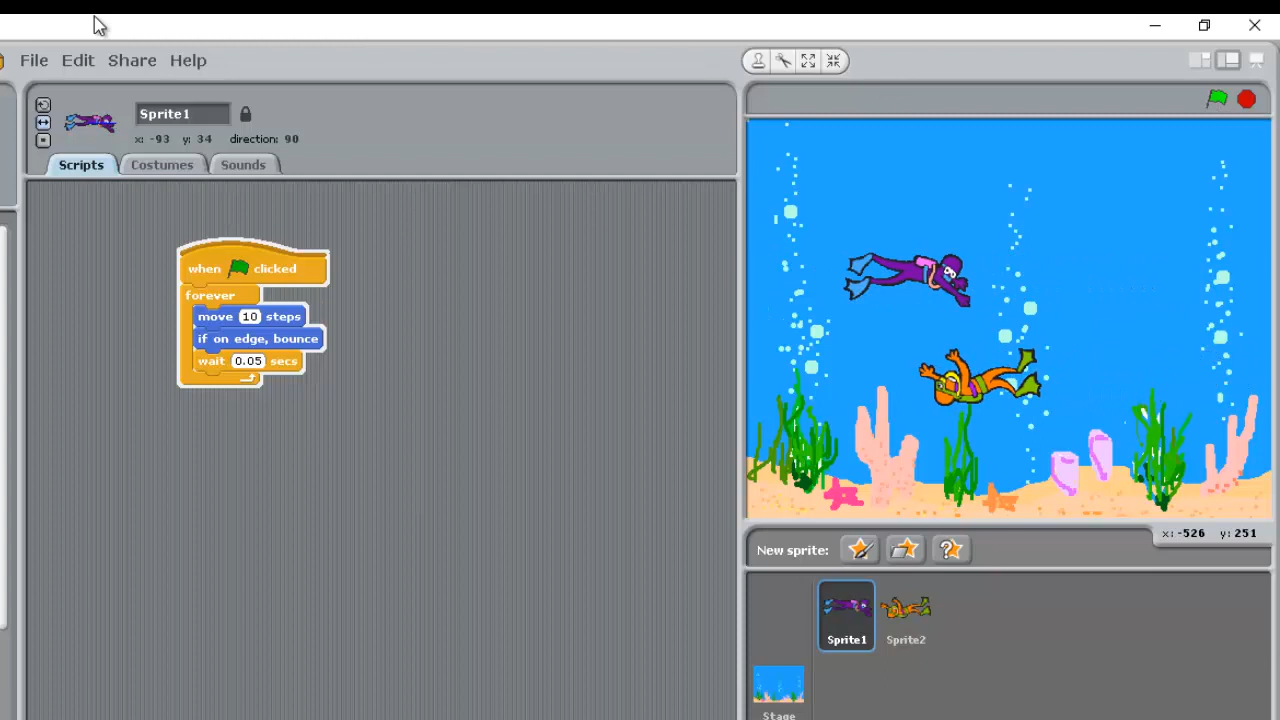 File Edit Share Help
Sprite1
x: -93 y: 34 direction: 90
Scripts Costumes Sounds
when clicked
forever
move 10 steps
if on edge, bounce
wait 0.05 secs
x: -526 y: 251
New sprite:
Sprite1 Sprite2
Stage